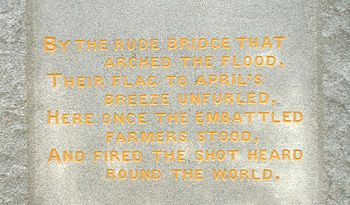 BY THE RUDE BRIDGE THAT
ARCHED THE FLOOD,
THEIR FLAG TO APRIL'S
BREEZE UNFURLED,
HERE ONCE THE EMBATTLED
FARMERS STOOD,
AND FIRED THE SHOT HEARD
ROUND THE WORLD.